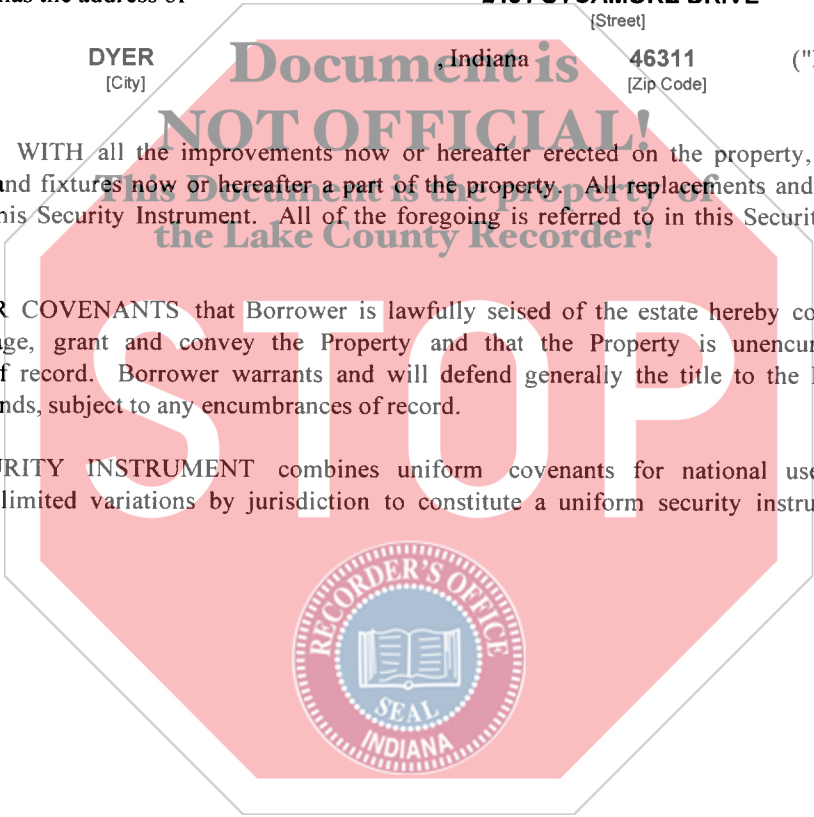 has the address of
SYCAMORE DRIVE
[Street]
DYER , Indiana 46311 ("
[City] [Zip Code]
Document is
NOT OFFICIAL!
This Document is the property of
the Lake County Recorder!
WITH all the improvements now or hereafter erected on the property,
and fixtures now or hereafter a part of the property. All replacements and
his Security Instrument. All of the foregoing is referred to in this Securit
R COVENANTS that Borrower is lawfully seised of the estate hereby co
age, grant and convey the Property and that the Property is unencu
f record. Borrower warrants and will defend generally the title to the
nds, subject to any encumbrances of record.
URITY INSTRUMENT combines uniform covenants for national use
limited variations by jurisdiction to constitute a uniform security instru
STOP
RECORDER'S OFFICE
SEAL
INDIANA